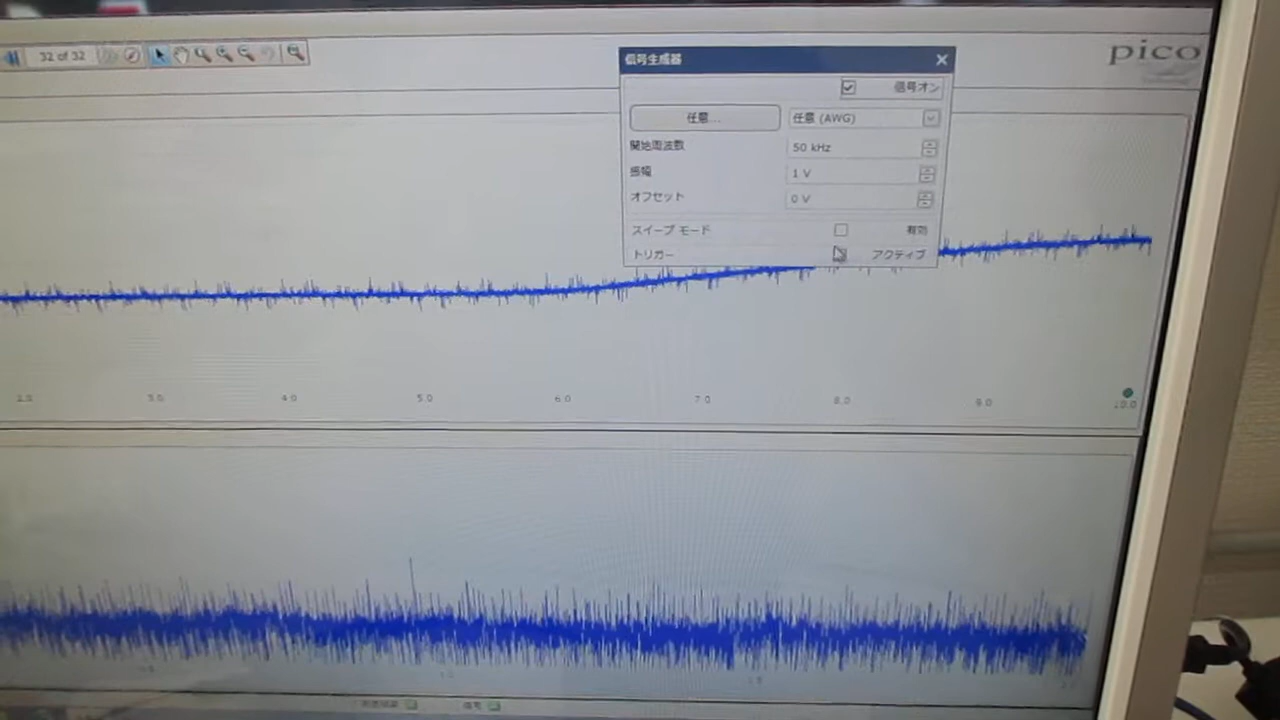 32 of 32
pico
信号生成器
信号オン
任意... 任意 (AWG)
開始周波数 50 kHz
振幅 1 V
オフセット 0 V
スイープ モード 有効
トリガー アクティブ
3.0 4.0 5.0 6.0 7.0 8.0 9.0 10.0